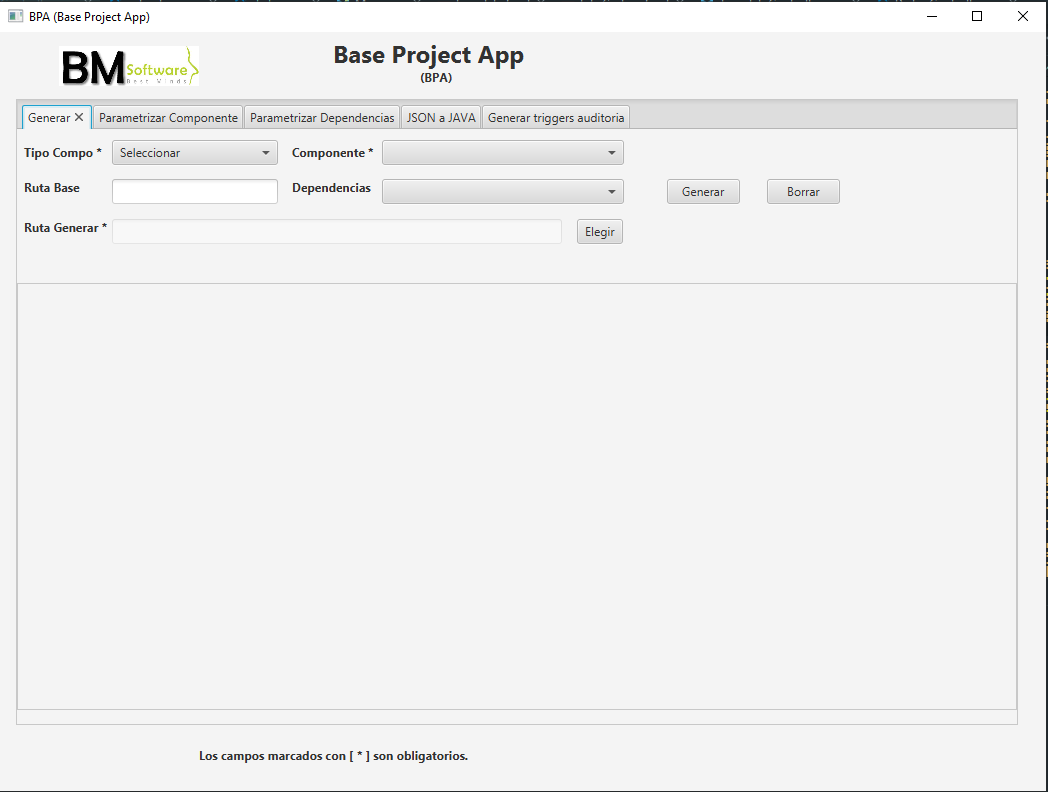 BPA (Base Project App)
BM Software
Best Minds
Base Project App
(BPA)
Generar Parametrizar Componente Parametrizar Dependencias JSON a JAVA Generar triggers auditoria
Tipo Compo * Seleccionar Componente *
Ruta Base Dependencias Generar Borrar
Ruta Generar * Elegir
Los campos marcados con [ * ] son obligatorios.